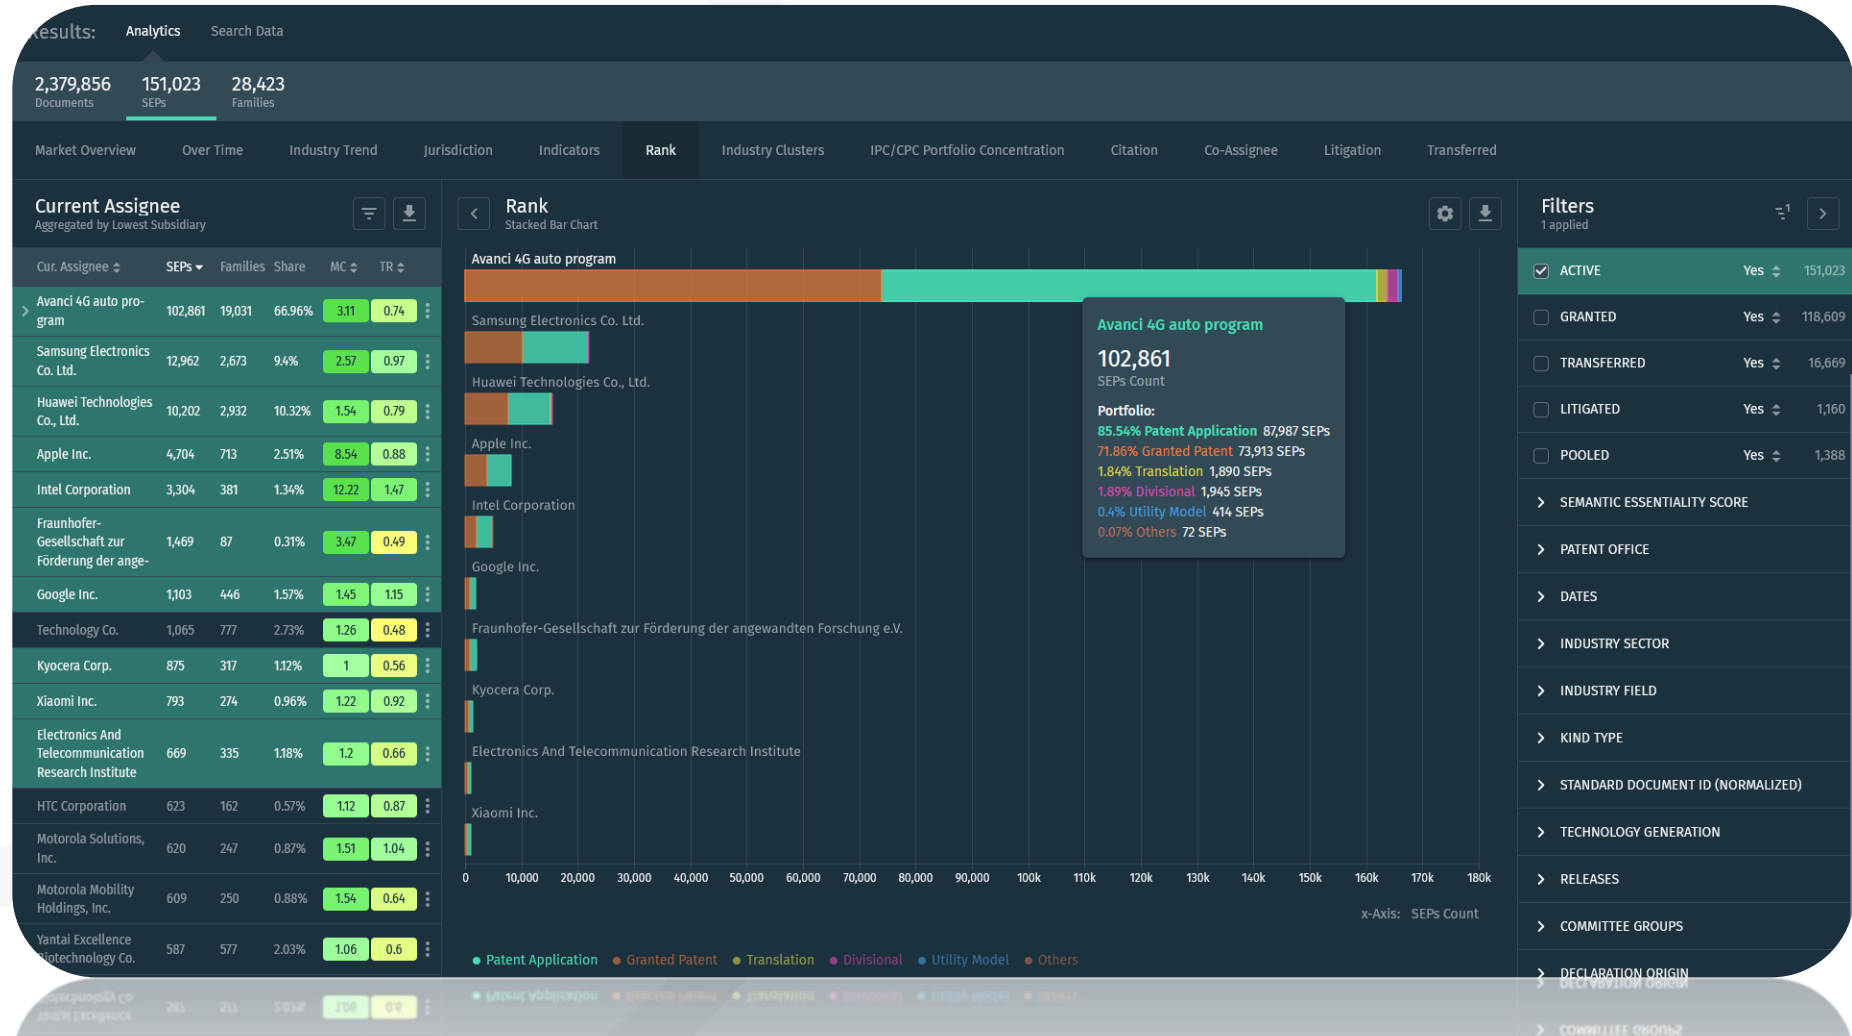 Results:
Analytics
Search Data
2,379,856
Documents
151,023
SEPs
28,423
Families
Market Overview
Over Time
Industry Trend
Jurisdiction
Indicators
Rank
Industry Clusters
IPC/CPC Portfolio Concentration
Citation
Co-Assignee
Litigation
Transferred
Current Assignee
Aggregated by Lowest Subsidiary
Cur. Assignee SEPs Families Share MC TR
Avanci 4G auto pro-
gram
102,861 19,031 66.96% 3.11 0.74
Samsung Electronics
Co. Ltd.
12,962 2,673 9.4% 2.57 0.97
Huawei Technologies
Co., Ltd.
10,202 2,932 10.32% 1.54 0.79
Apple Inc. 4,704 713 2.51% 8.54 0.88
Intel Corporation 3,304 381 1.34% 12.22 1.47
Fraunhofer-
Gesellschaft zur
Förderung der ange-
1,469 87 0.31% 3.47 0.49
Google Inc. 1,103 446 1.57% 1.45 1.15
Technology Co. 1,065 777 2.73% 1.26 0.48
Kyocera Corp. 875 317 1.12% 1 0.56
Xiaomi Inc. 793 274 0.96% 1.22 0.92
Electronics And
Telecommunication
Research Institute
669 335 1.18% 1.2 0.66
HTC Corporation 623 162 0.57% 1.12 0.87
Motorola Solutions,
Inc.
620 247 0.87% 1.51 1.04
Motorola Mobility
Holdings, Inc.
609 250 0.88% 1.54 0.64
Yantai Excellence
Biotechnology Co.
587 577 2.03% 1.06 0.6
Rank
Stacked Bar Chart
Avanci 4G auto program
Samsung Electronics Co. Ltd.
Huawei Technologies Co., Ltd.
Apple Inc.
Intel Corporation
Google Inc.
Fraunhofer-Gesellschaft zur Förderung der angewandten Forschung e.V.
Kyocera Corp.
Electronics And Telecommunication Research Institute
Xiaomi Inc.
0 10,000 20,000 30,000 40,000 50,000 60,000 70,000 80,000 90,000 100k 110k 120k 130k 140k 150k 160k 170k 180k
x-Axis: SEPs Count
Patent Application Granted Patent Translation Divisional Utility Model Others
Avanci 4G auto program
102,861
SEPs Count
Portfolio:
85.54% Patent Application 87,987 SEPs
71.86% Granted Patent 73,913 SEPs
1.84% Translation 1,890 SEPs
1.89% Divisional 1,945 SEPs
0.4% Utility Model 414 SEPs
0.07% Others 72 SEPs
Filters
1 applied
1
ACTIVE Yes 151,023
GRANTED Yes 118,609
TRANSFERRED Yes 16,669
LITIGATED Yes 1,160
POOLED Yes 1,388
SEMANTIC ESSENTIALITY SCORE
PATENT OFFICE
DATES
INDUSTRY SECTOR
INDUSTRY FIELD
KIND TYPE
STANDARD DOCUMENT ID (NORMALIZED)
TECHNOLOGY GENERATION
RELEASES
COMMITTEE GROUPS
DECLARATION ORIGIN